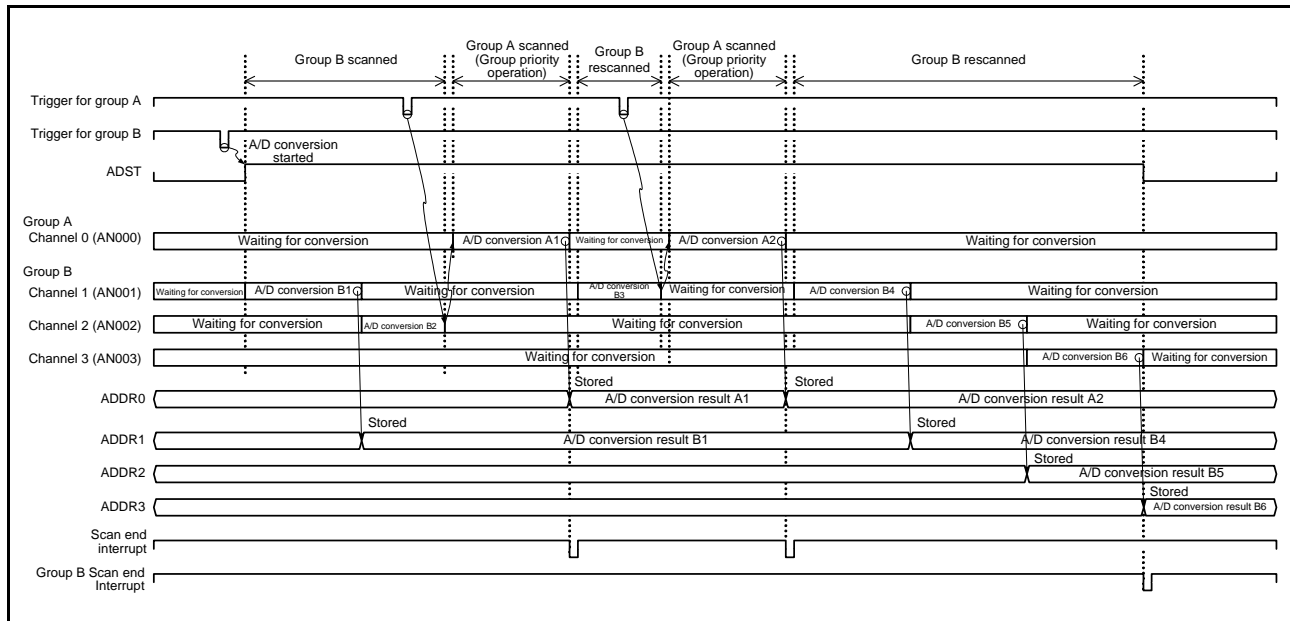 Group B scanned
Group A scanned
(Group priority
operation)
Group B
rescanned
Group A scanned
(Group priority
operation)
Group B rescanned
Trigger for group A
Trigger for group B
A/D conversion
started
ADST
Group A
Channel 0 (AN000)
Waiting for conversion
A/D conversion A1
Waiting for conversion
A/D conversion A2
Waiting for conversion
Group B
Channel 1 (AN001)
Waiting for conversion
A/D conversion B1
Waiting for conversion
A/D conversion
B3
Waiting for conversion
A/D conversion B4
Waiting for conversion
Channel 2 (AN002)
Waiting for conversion
A/D conversion B2
Waiting for conversion
A/D conversion B5
Waiting for conversion
Channel 3 (AN003)
Waiting for conversion
A/D conversion B6
Waiting for conversion
Stored
Stored
ADDR0
A/D conversion result A1
A/D conversion result A2
Stored
Stored
ADDR1
A/D conversion result B1
A/D conversion result B4
Stored
ADDR2
A/D conversion result B5
Stored
ADDR3
A/D conversion result B6
Scan end
interrupt
Group B Scan end
Interrupt